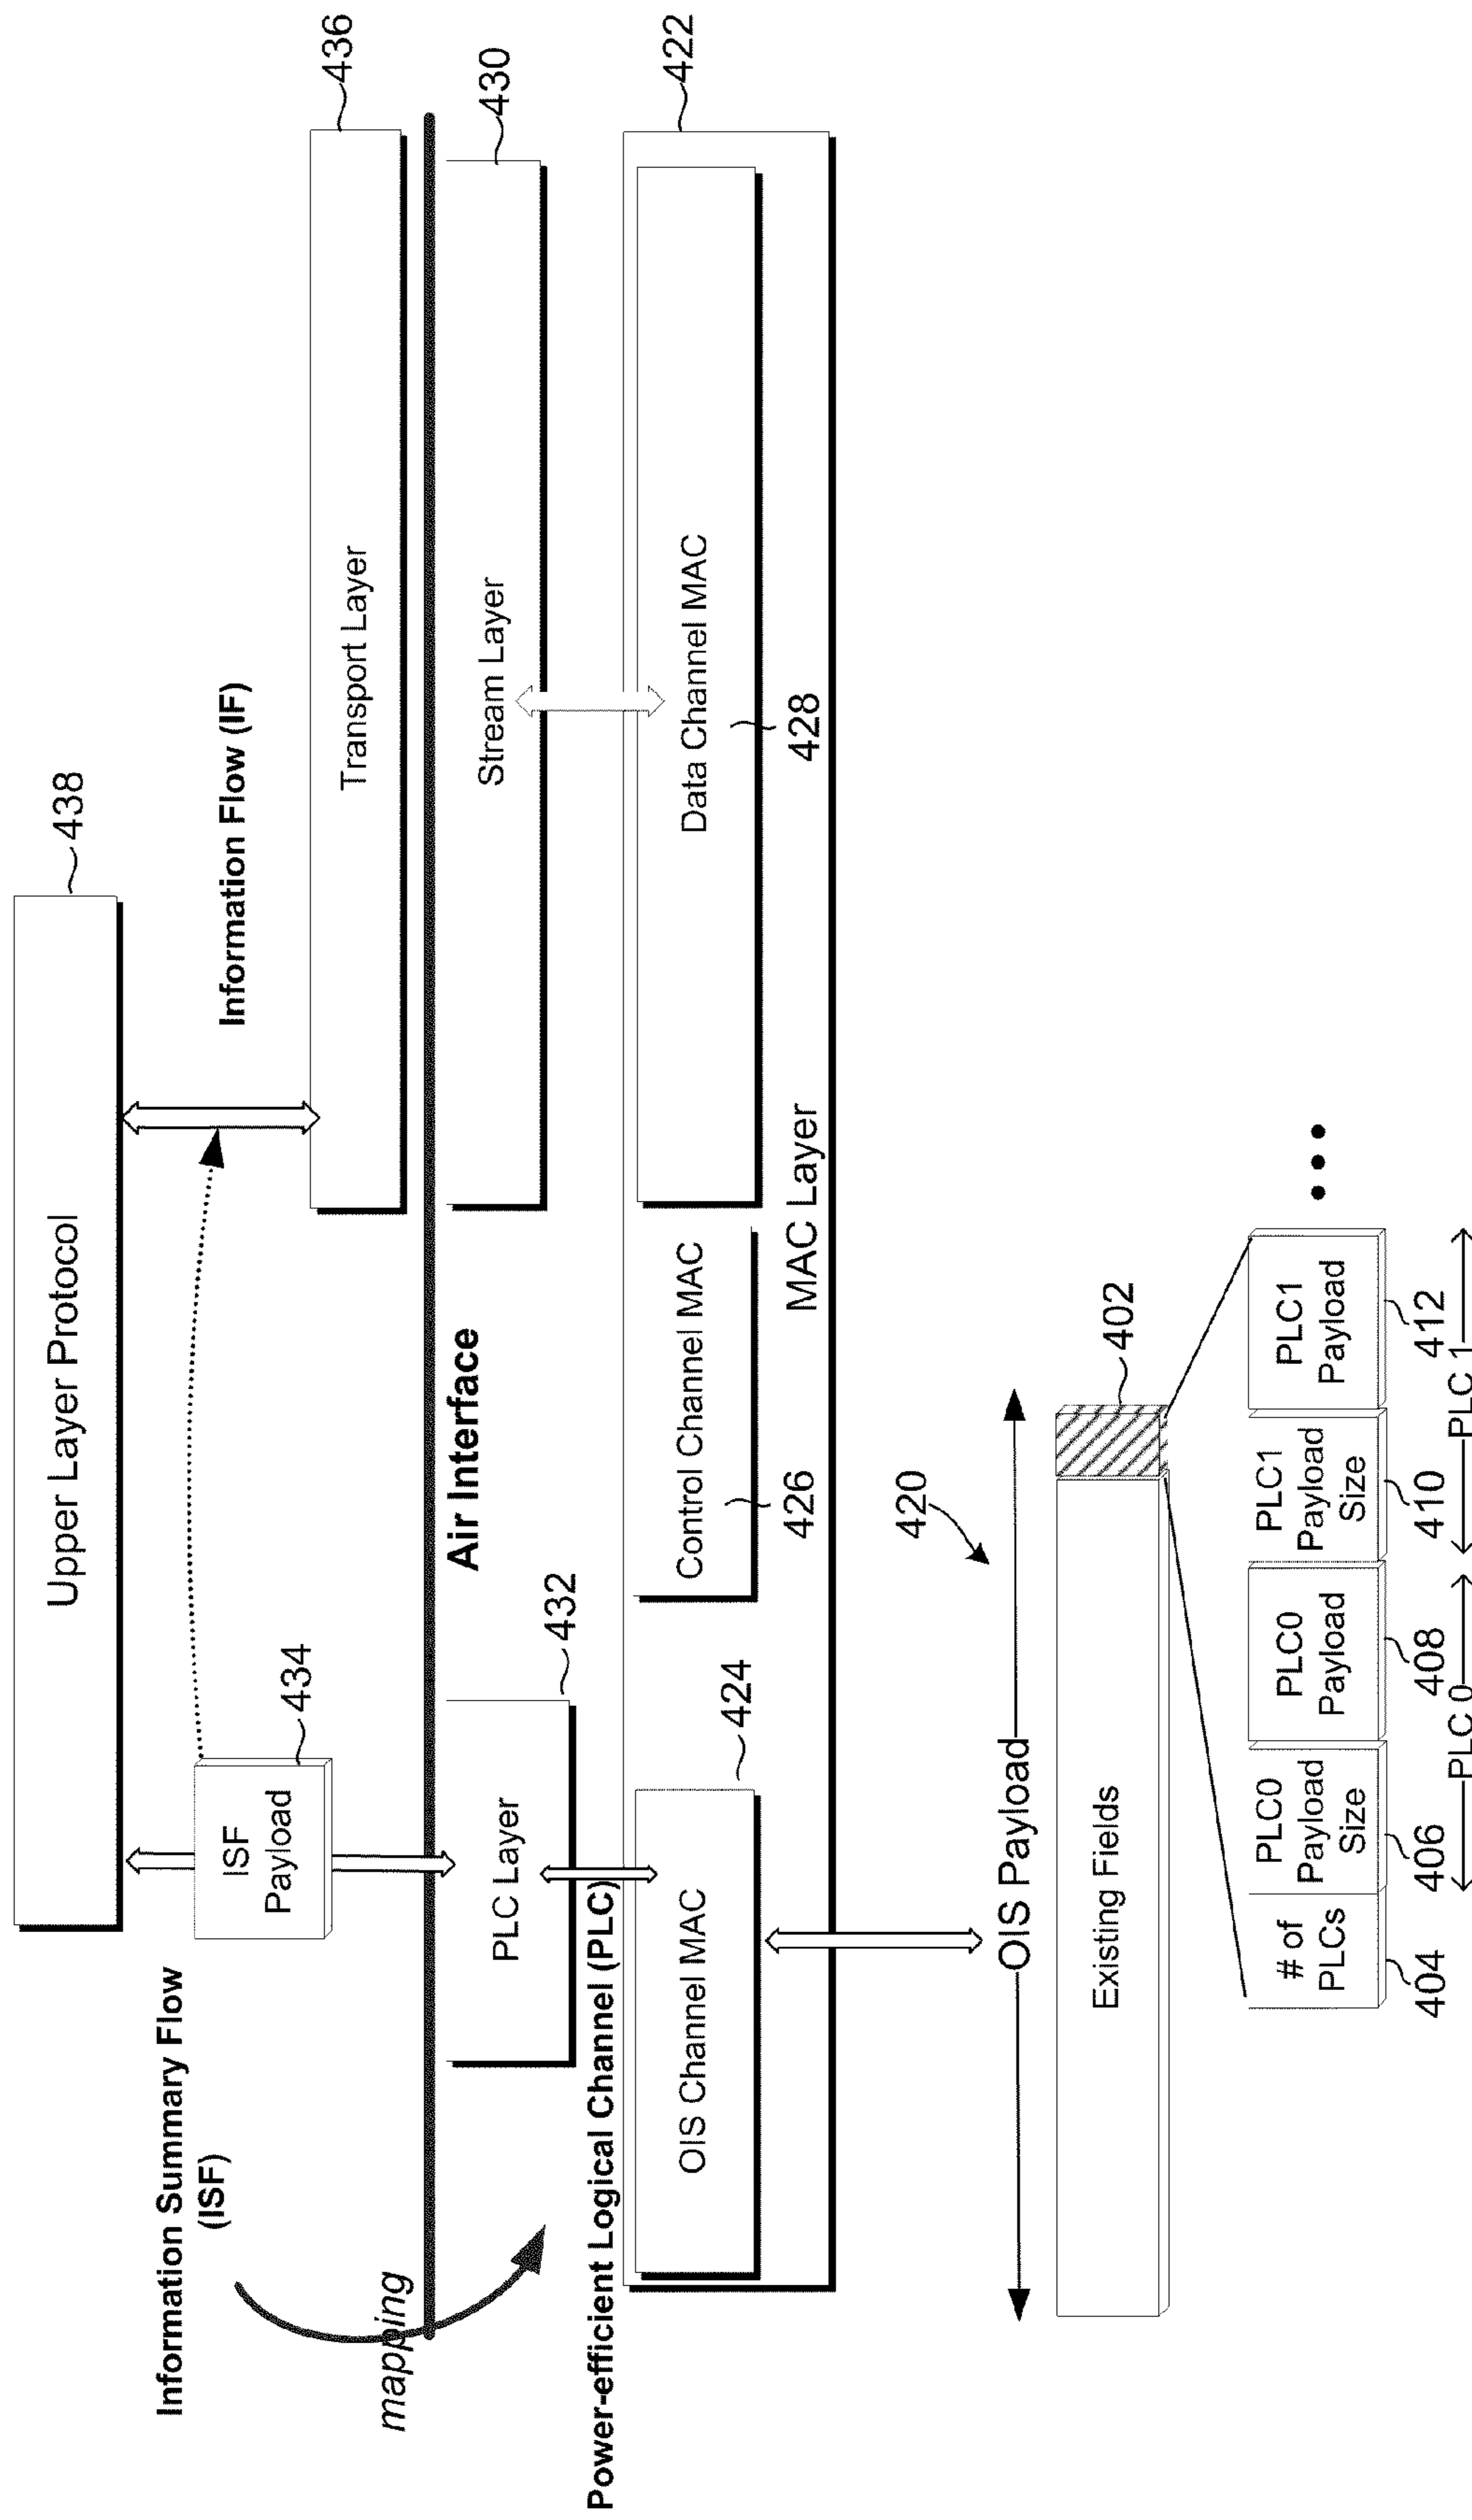 Upper Layer Protocol
438
Information Summary Flow
(ISF)
ISF
Payload
434
Information Flow (IF)
Transport Layer
436
mapping
Air Interface
PLC Layer
432
Stream Layer
430
Power-efficient Logical Channel (PLC)
OIS Channel MAC
424
Control Channel MAC
426
Data Channel MAC
428
MAC Layer
422
420
OIS Payload
Existing Fields
402
# of
PLCs
404
PLC0
Payload
Size
406
PLC0
Payload
408
PLC1
Payload
Size
410
PLC1
Payload
412
PLC 0
PLC 1